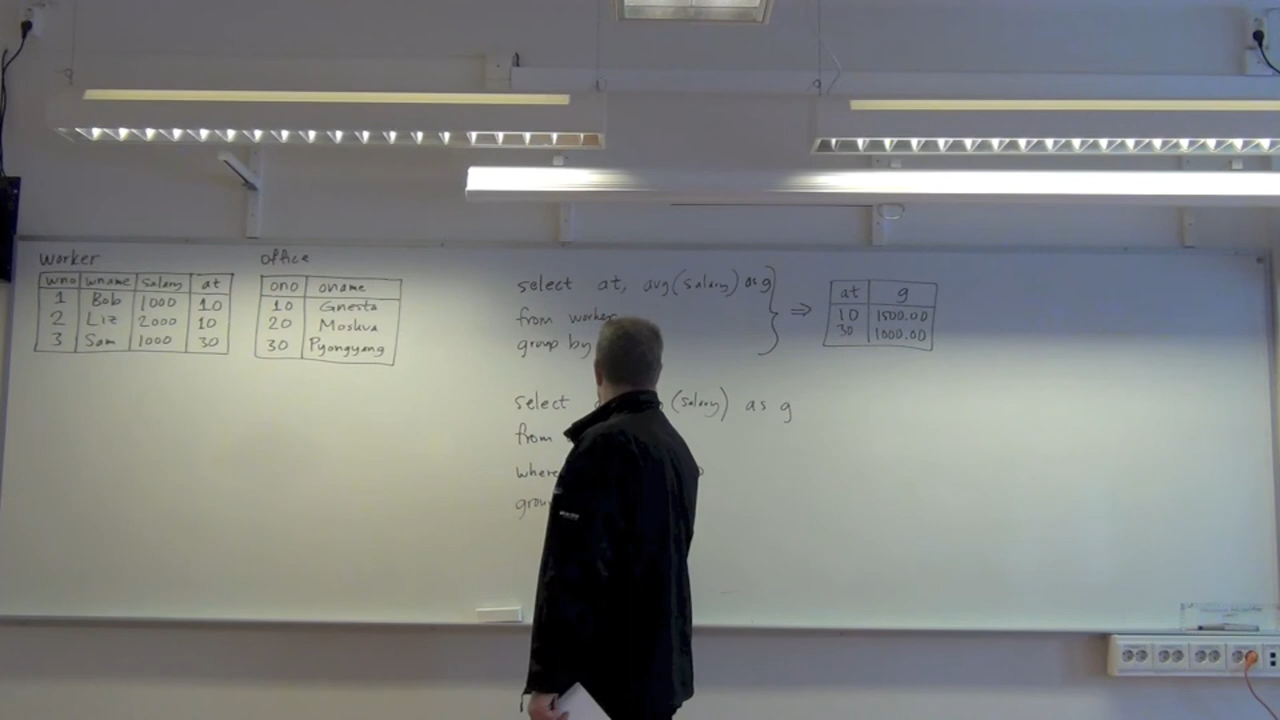 worker
wno wname salary at
1 Bob 1000 10
2 Liz 2000 10
3 Sam 1000 30
office
ono oname
10 Gnesta
20 Moskva
30 Pyongyang
select at, avg(salary) as g
from worker
group by
⇒
at g
10 1500.00
30 1000.00
select (salary) as g
from
where